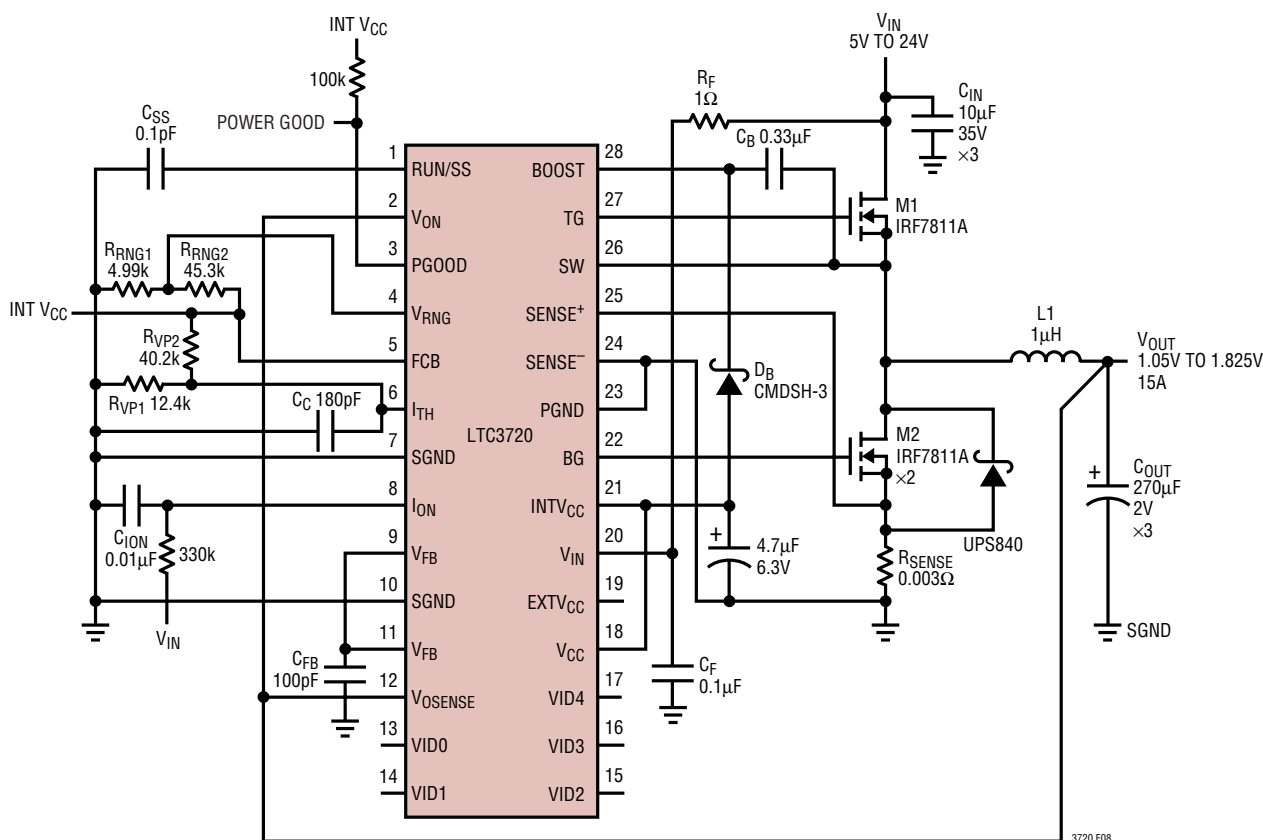 INT VCC
100k
POWER GOOD
CSS
0.1pF
VIN
5V TO 24V
RF
1Ω
CIN
10µF
35V
×3
CB 0.33µF
M1
IRF7811A
RRNG1
4.99k
RRNG2
45.3k
INT VCC
RVP2
40.2k
RVP1 12.4k
CC 180pF
CION
0.01µF
330k
VIN
CFB
100pF
LTC3720
1
RUN/SS
2
VON
3
PGOOD
4
VRNG
5
FCB
6
ITH
7
SGND
8
ION
9
VFB
10
SGND
11
VFB
12
VOSENSE
13
VID0
14
VID1
28
BOOST
27
TG
26
SW
25
SENSE+
24
SENSE–
23
PGND
22
BG
21
INTVCC
20
VIN
19
EXTVCC
18
VCC
17
VID4
16
VID3
15
VID2
DB
CMDSH-3
+
4.7µF
6.3V
CF
0.1µF
L1
1µH
VOUT
1.05V TO 1.825V
15A
M2
IRF7811A
×2
UPS840
RSENSE
0.003Ω
+
COUT
270µF
2V
×3
SGND
3720 F08